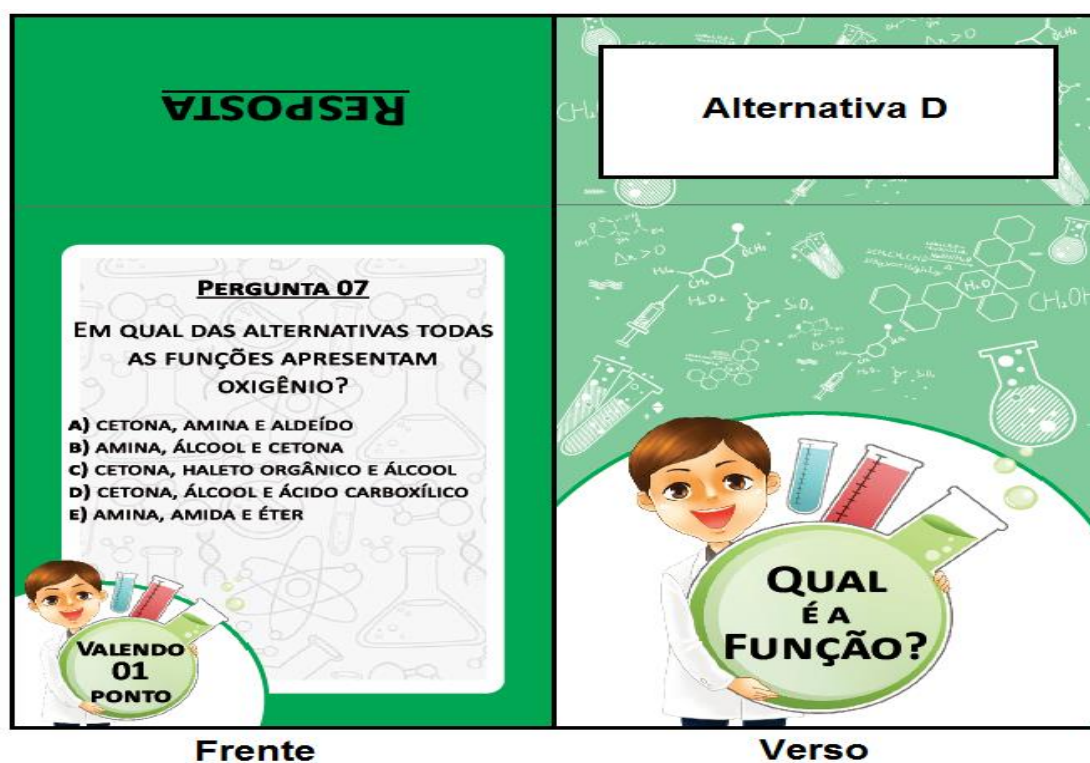 RESPOSTA
PERGUNTA 07
EM QUAL DAS ALTERNATIVAS TODAS
AS FUNÇÕES APRESENTAM
OXIGÊNIO?
A) CETONA, AMINA E ALDEÍDO
B) AMINA, ÁLCOOL E CETONA
C) CETONA, HALETO ORGÂNICO E ÁLCOOL
D) CETONA, ÁLCOOL E ÁCIDO CARBOXÍLICO
E) AMINA, AMIDA E ÉTER
VALENDO
01
PONTO
Frente
Alternativa D
QUAL
É A
FUNÇÃO?
Verso